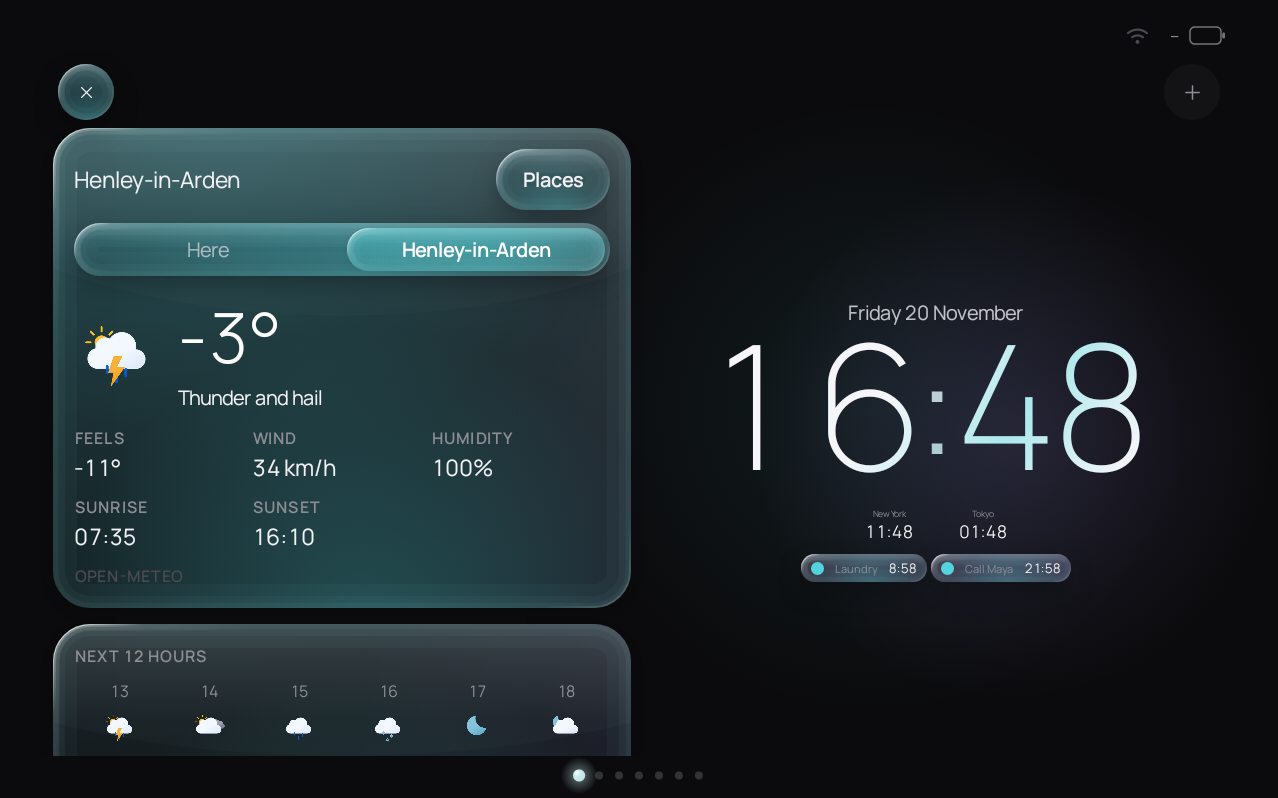 Henley-in-Arden
Places
Here
Henley-in-Arden
-3°
Thunder and hail
FEELS
WIND
HUMIDITY
-11°
34 km/h
100%
SUNRISE
SUNSET
07:35
16:10
OPEN-METEO
NEXT 12 HOURS
13 14 15 16 17 18
Friday 20 November
16:48
New York
Tokyo
11:48
01:48
Laundry 8:58
Call Maya 21:58